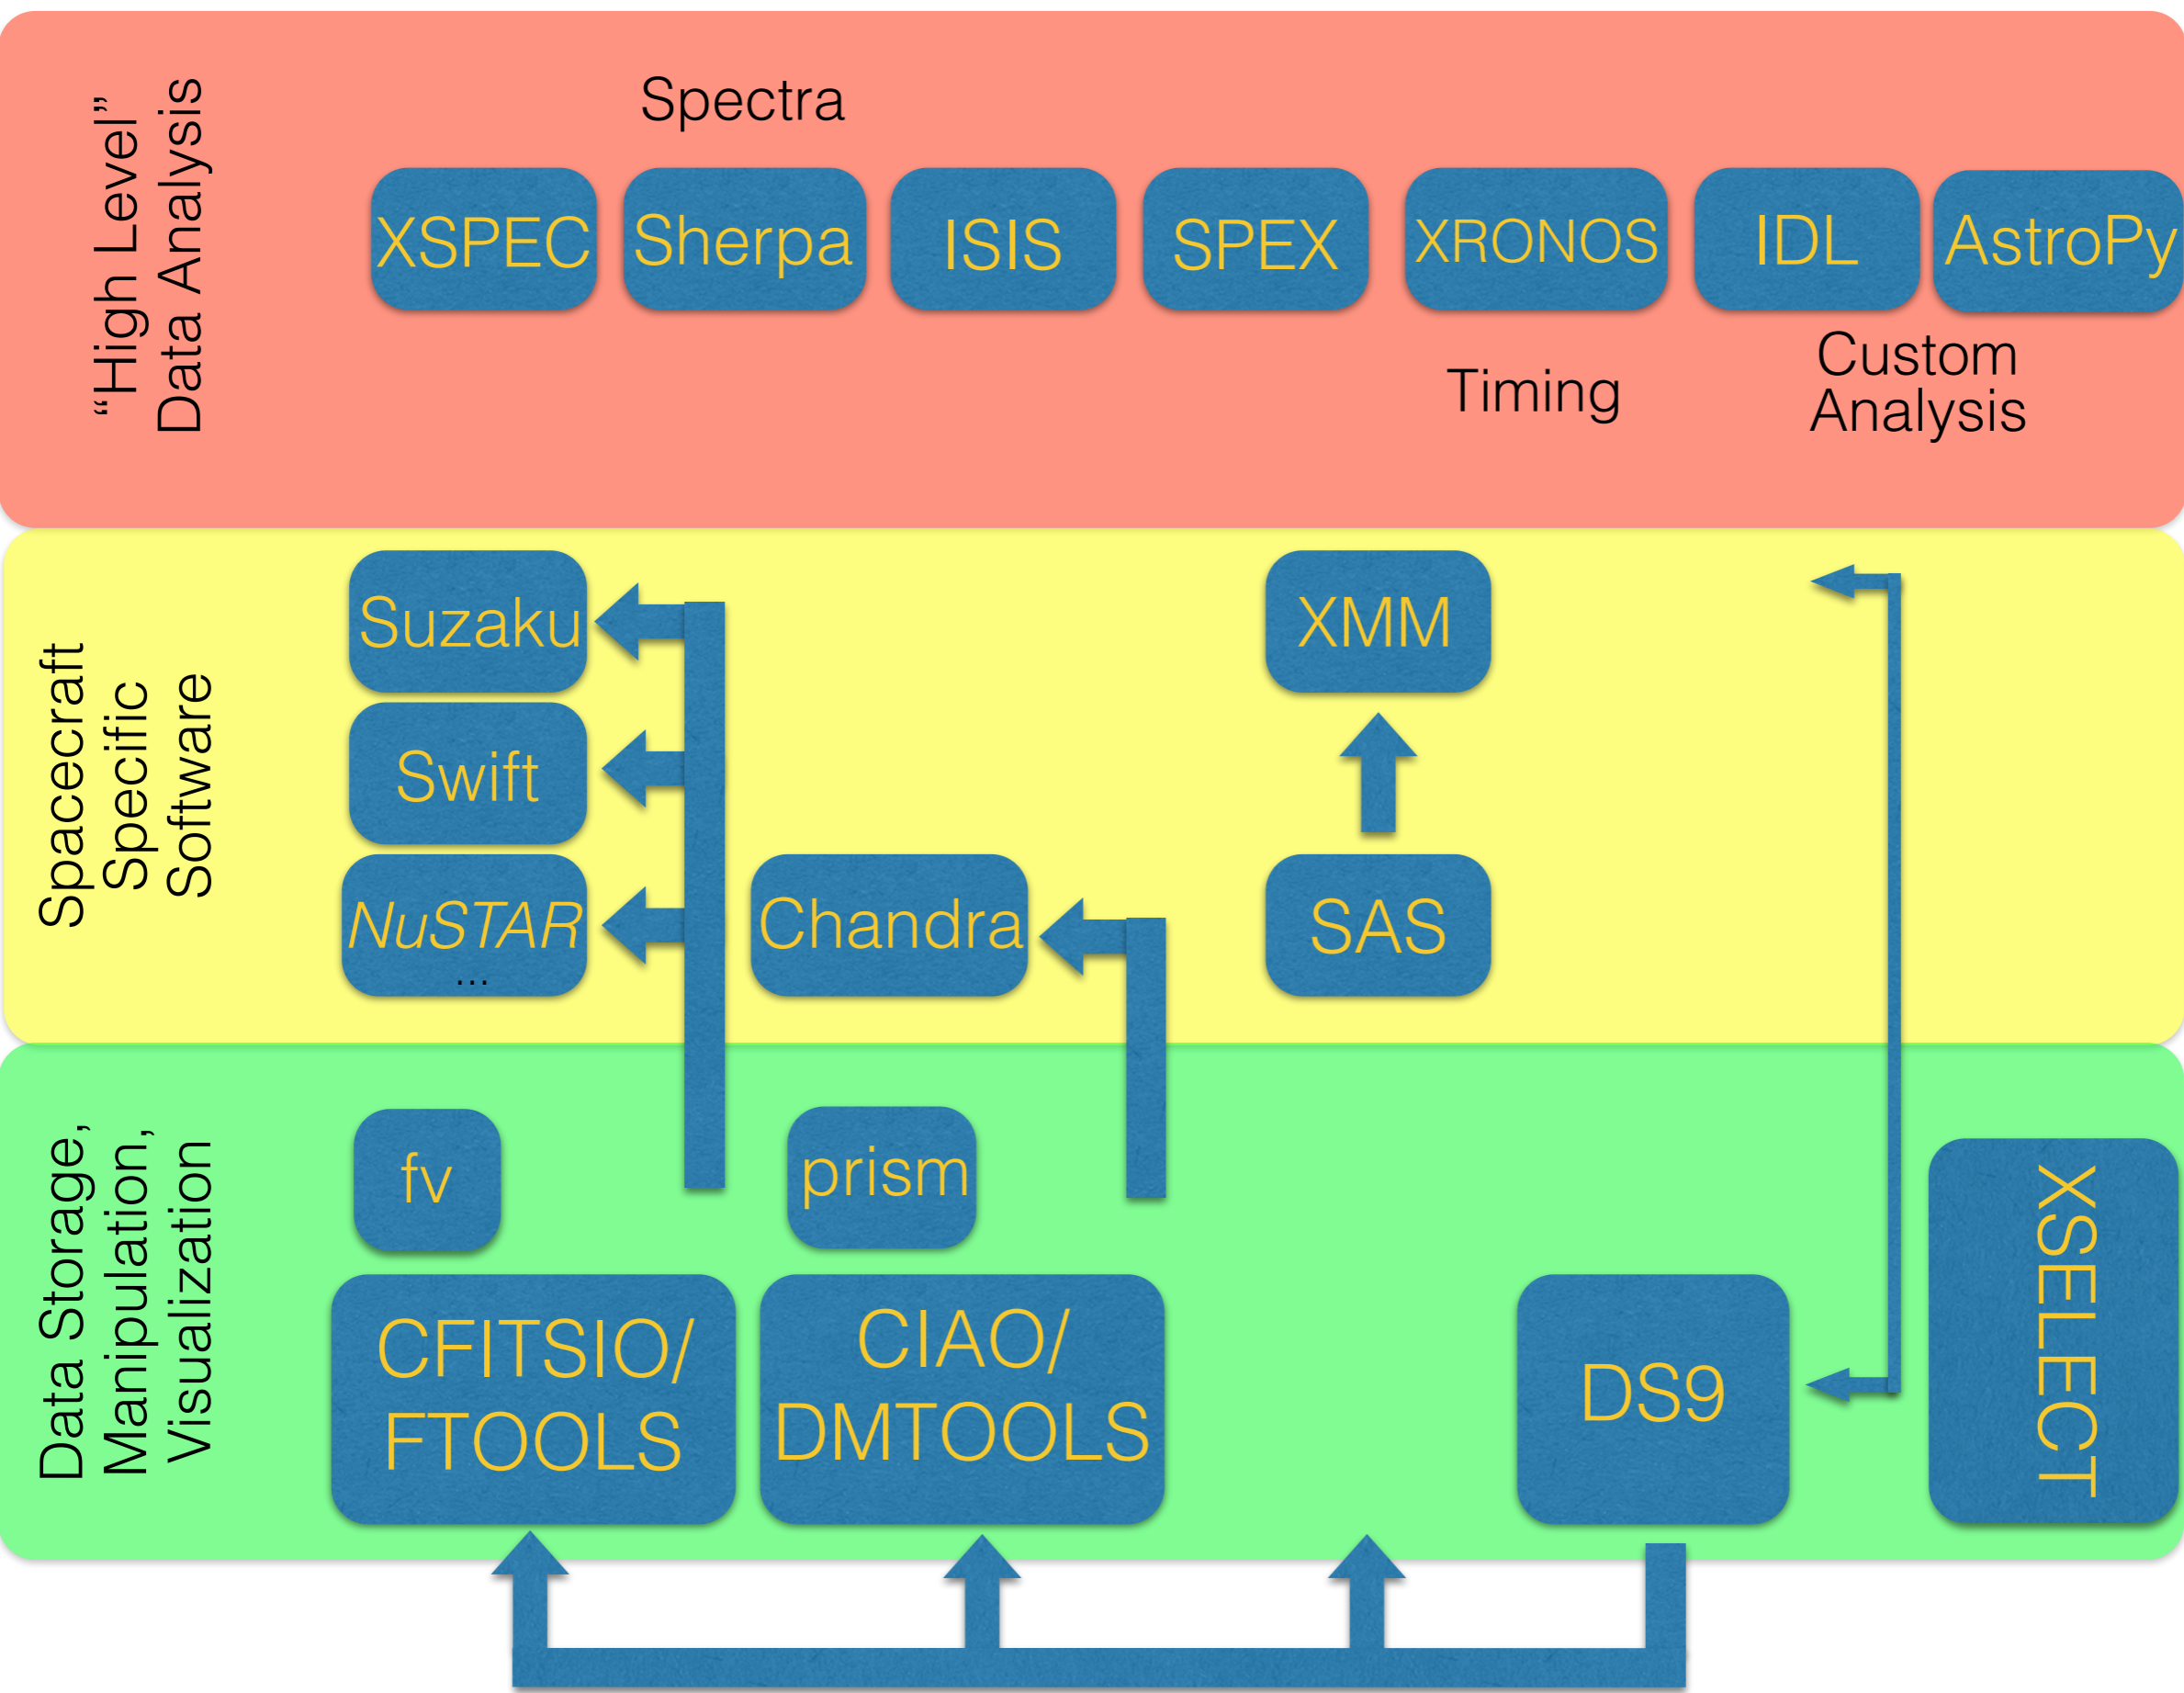 “High Level”
Data Analysis
Spectra
XSPEC
Sherpa
ISIS
SPEX
XRONOS
IDL
AstroPy
Timing
Custom
Analysis
Spacecraft
Specific
Software
Suzaku
XMM
Swift
NuSTAR
...
Chandra
SAS
Data Storage,
Manipulation,
Visualization
fv
prism
CFITSIO/
FTOOLS
CIAO/
DMTOOLS
DS9
XSELECT